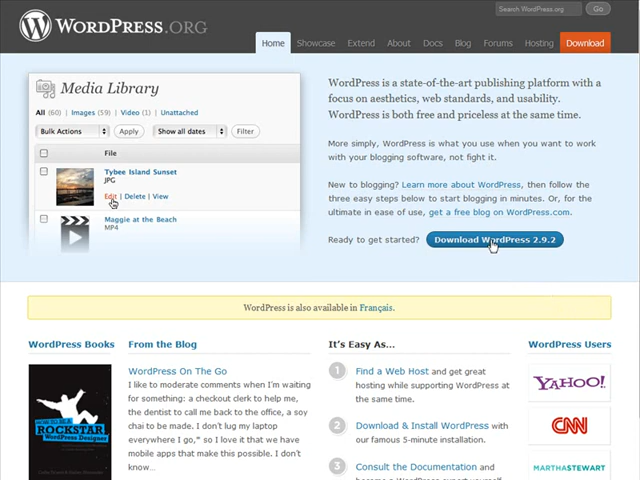 WORDPRESS.ORG
Search WordPress.org
Go
Home Showcase Extend About Docs Blog Forums Hosting Download
Media Library
All (60) | Images (59) | Video (1) | Unattached
Bulk Actions Apply Show all dates Filter
File
Tybee Island Sunset
JPG
Edit | Delete | View
Maggie at the Beach
MP4
WordPress is a state-of-the-art publishing platform with a
focus on aesthetics, web standards, and usability.
WordPress is both free and priceless at the same time.
More simply, WordPress is what you use when you want to
work with your blogging software, not fight it.
New to blogging? Learn more about WordPress, then follow the
three easy steps below to start blogging in minutes. Or, for the
ultimate in ease of use, get a free blog on WordPress.com.
Ready to get started? Download WordPress 2.9.2
WordPress is also available in Français.
WordPress Books
ROCKSTAR
WordPress Designer
From the Blog
WordPress On The Go
I like to moderate comments when I'm waiting
for something: a checkout clerk to help me,
the dentist to call me back to the office, a soy
chai to be made. I don't lug my laptop
everywhere I go,* so I love it that we have
mobile apps that make this possible. I don't
know…
It's Easy As…
1 Find a Web Host and get great
hosting while supporting WordPress at
the same time.
2 Download & Install WordPress with
our famous 5-minute installation.
3 Consult the Documentation and
become a WordPress expert yourself
WordPress Users
YAHOO!
CNN
MARTHASTEWART